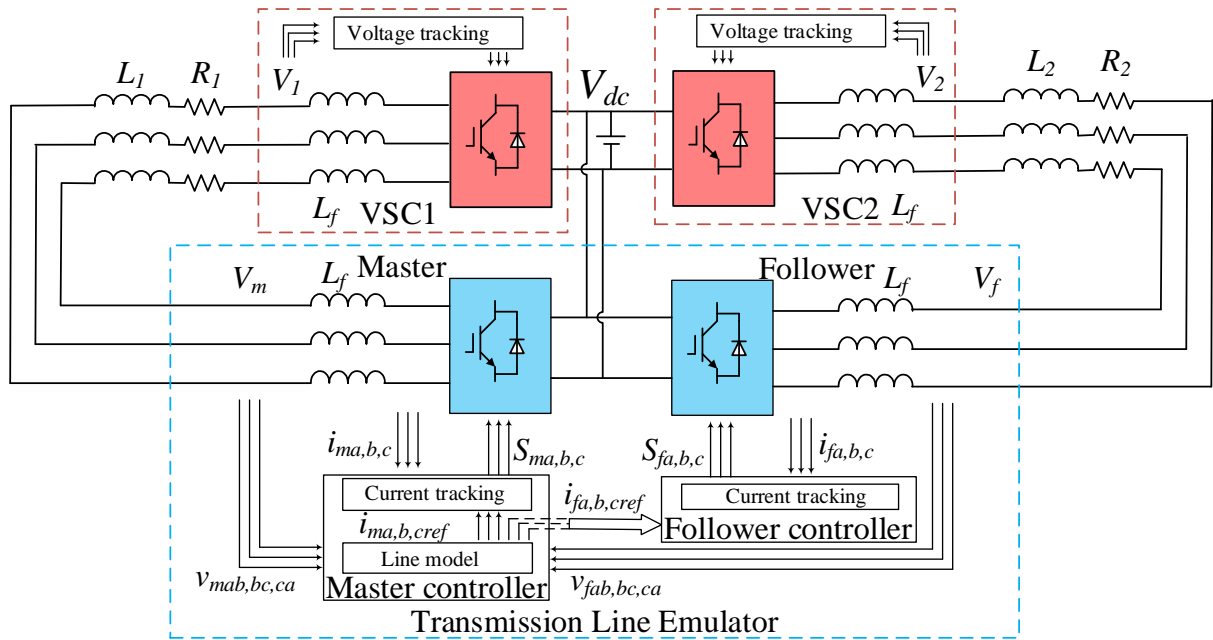 Voltage tracking
Voltage tracking
L1
R1
V1
Vdc
V2
L2
R2
Lf
VSC1
VSC2
Lf
Master
Follower
Vm
Lf
Lf
Vf
ima,b,c
Sma,b,c
Sfa,b,c
ifa,b,c
Current tracking
ifa,b,cref
Current tracking
ima,b,cref
Follower controller
Line model
Master controller
vmab,bc,ca
vfab,bc,ca
Transmission Line Emulator